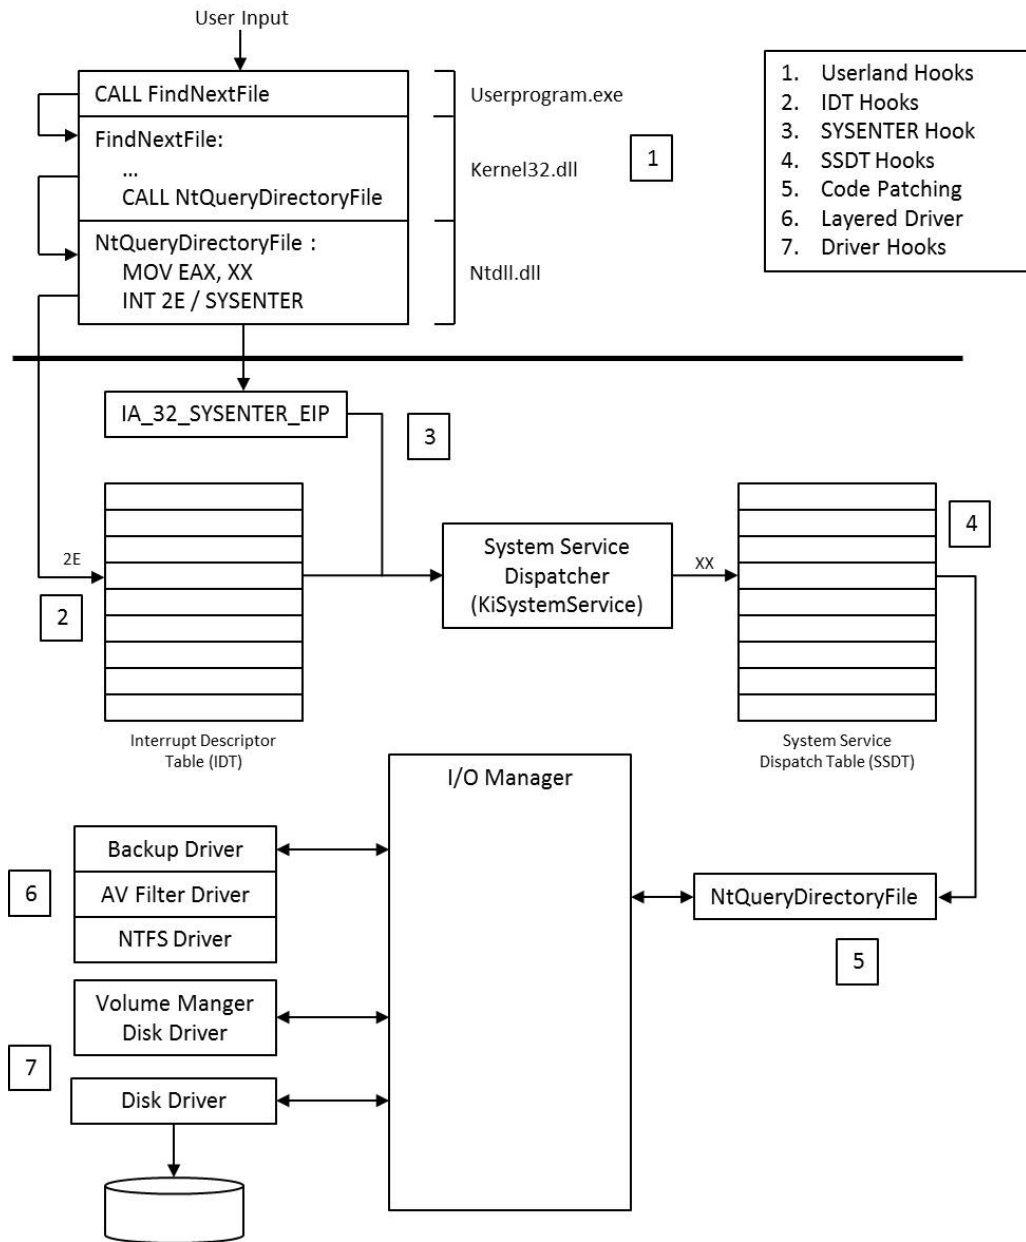 User Input
CALL FindNextFile
Userprogram.exe
FindNextFile:
...
CALL NtQueryDirectoryFile
Kernel32.dll
1
NtQueryDirectoryFile :
MOV EAX, XX
INT 2E / SYSENTER
Ntdll.dll
1. Userland Hooks
2. IDT Hooks
3. SYSENTER Hook
4. SSDT Hooks
5. Code Patching
6. Layered Driver
7. Driver Hooks
IA_32_SYSENTER_EIP
3
2E
2
System Service
Dispatcher
(KiSystemService)
XX
4
Interrupt Descriptor
Table (IDT)
System Service
Dispatch Table (SSDT)
I/O Manager
Backup Driver
6
AV Filter Driver
NTFS Driver
NtQueryDirectoryFile
5
Volume Manger
Disk Driver
7
Disk Driver